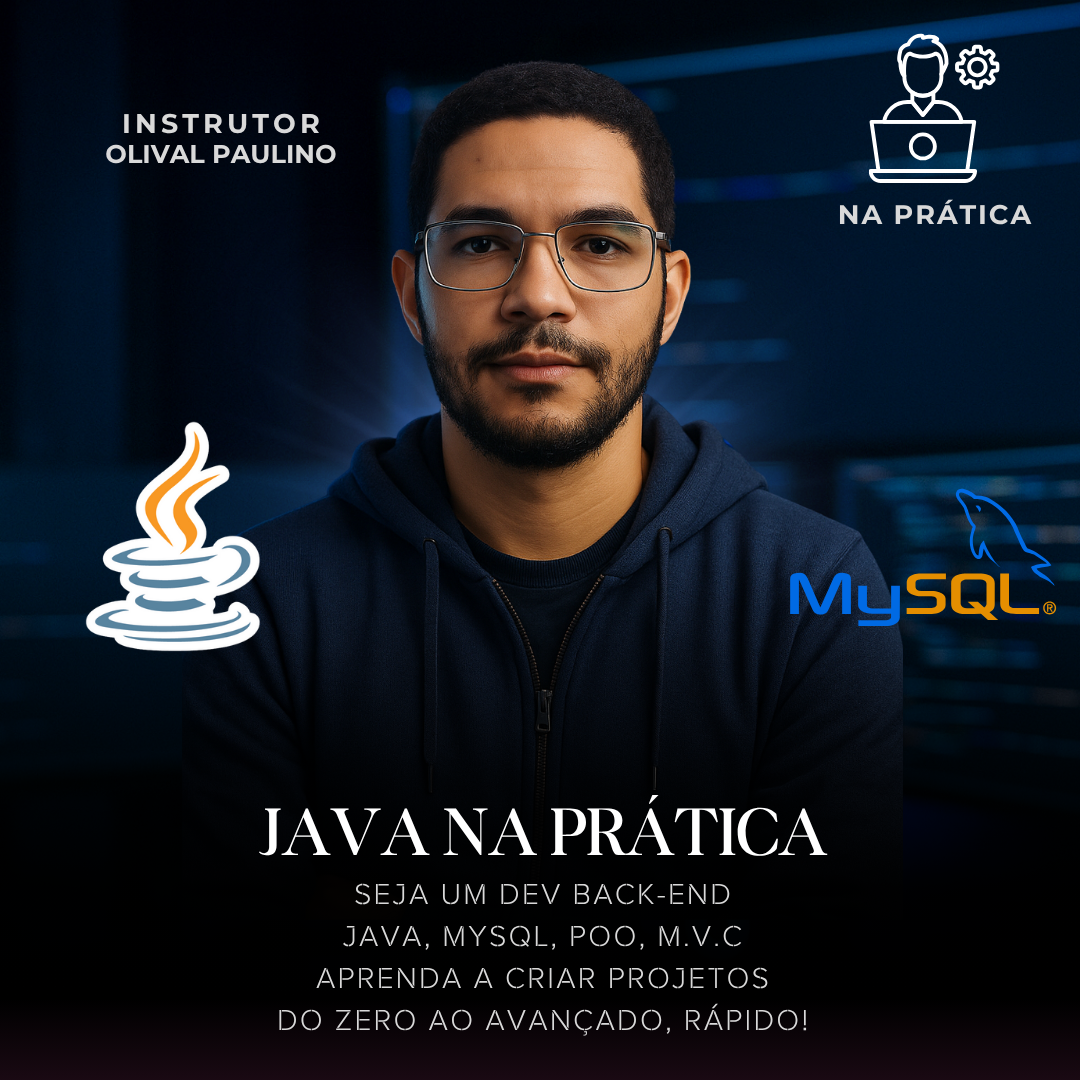 INSTRUTOR
OLIVAL PAULINO
NA PRÁTICA
MySQL®
JAVA NA PRÁTICA
SEJA UM DEV BACK-END
JAVA, MYSQL, POO, M.V.C
APRENDA A CRIAR PROJETOS
DO ZERO AO AVANÇADO, RÁPIDO!